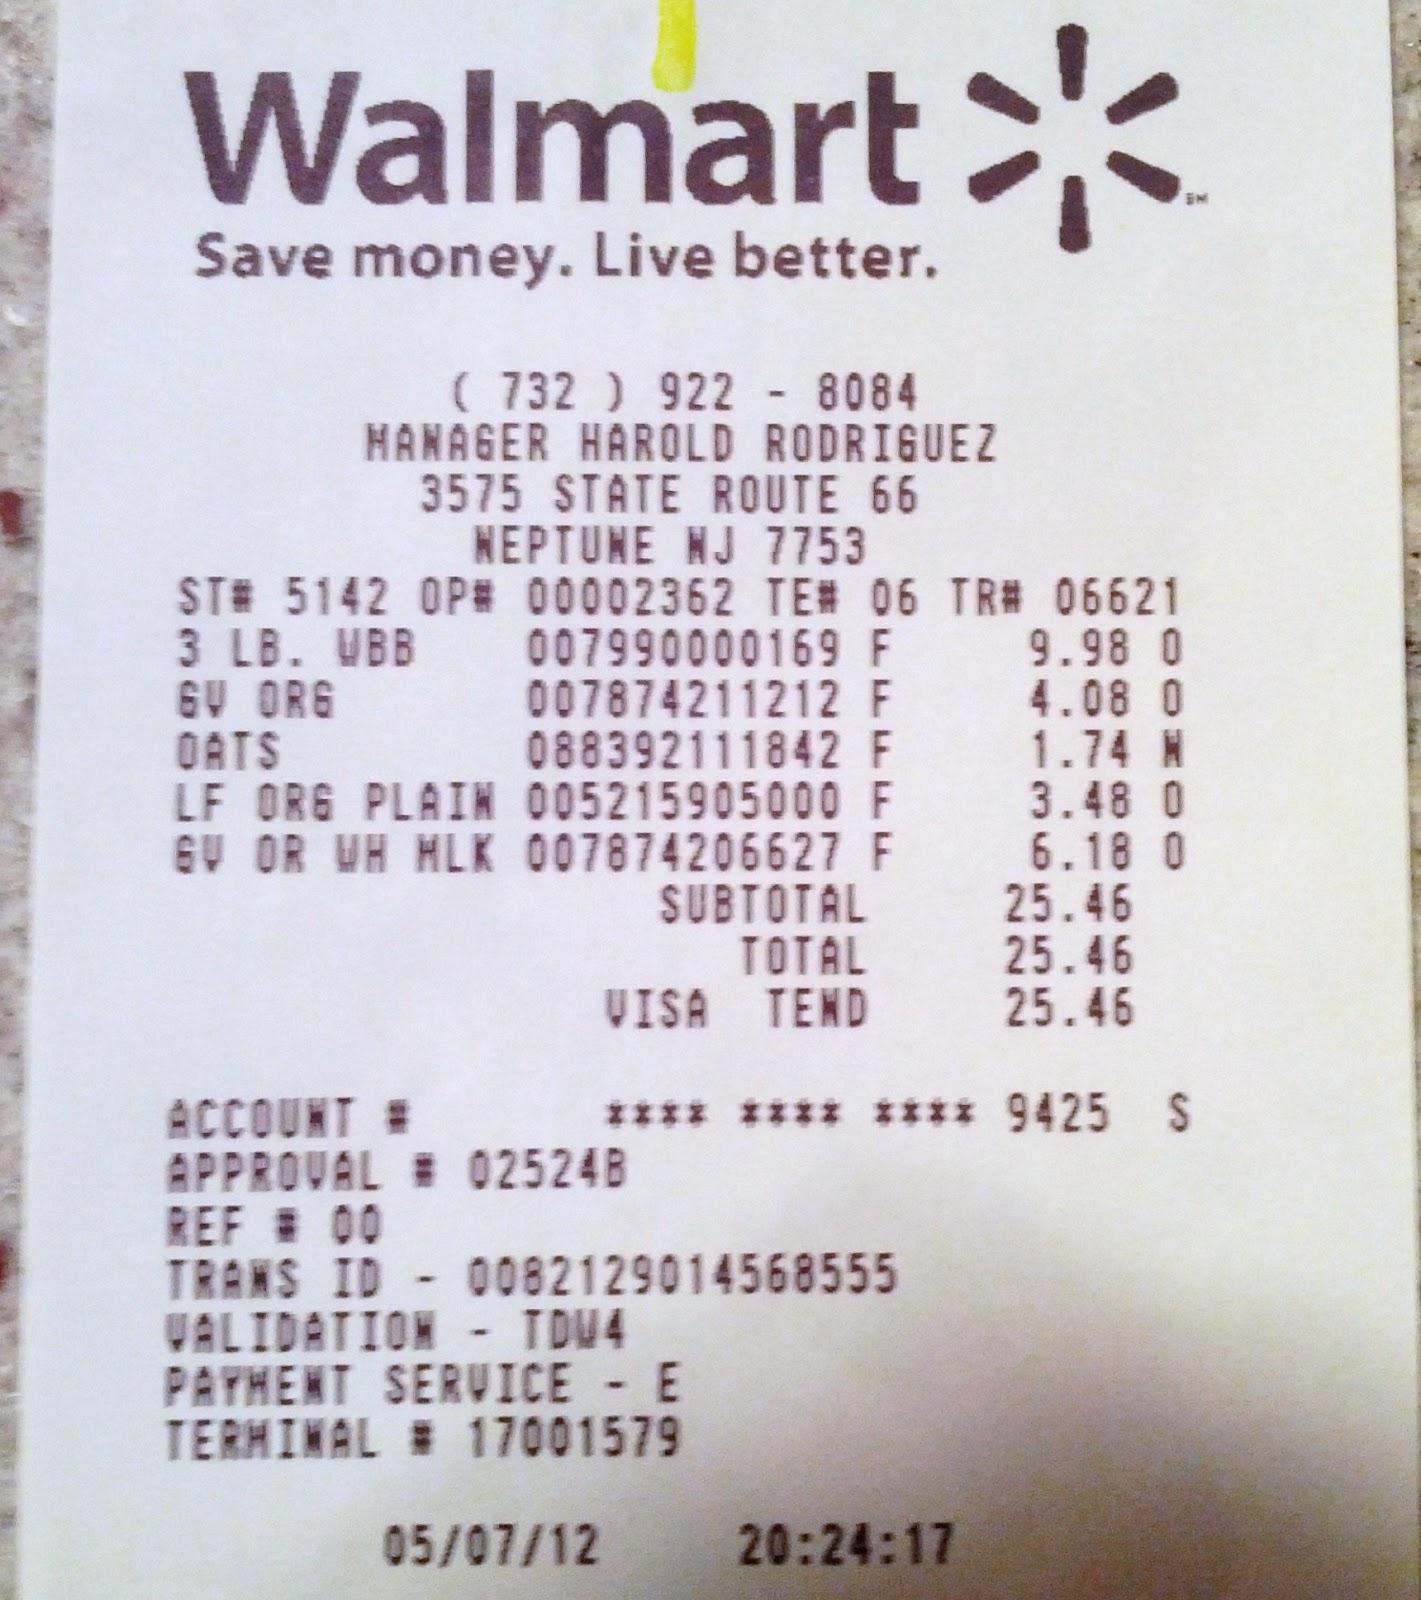 Walmart
Save money. Live better.
( 732 ) 922 - 8084
MANAGER HAROLD RODRIGUEZ
3575 STATE ROUTE 66
NEPTUNE NJ 7753
ST# 5142 OP# 00002362 TE# 06 TR# 06621
3 LB. WBB 007990000169 F 9.98 O
GV ORG 007874211212 F 4.08 O
OATS 088392111842 F 1.74 N
LF ORG PLAIN 005215905000 F 3.48 O
GV OR WH MLK 007874206627 F 6.18 O
SUBTOTAL 25.46
TOTAL 25.46
VISA TEND 25.46
ACCOUNT # **** **** **** 9425 S
APPROVAL # 02524B
REF # 00
TRANS ID - 0082129014568555
VALIDATION - TDW4
PAYMENT SERVICE - E
TERMINAL # 17001579
05/07/12 20:24:17